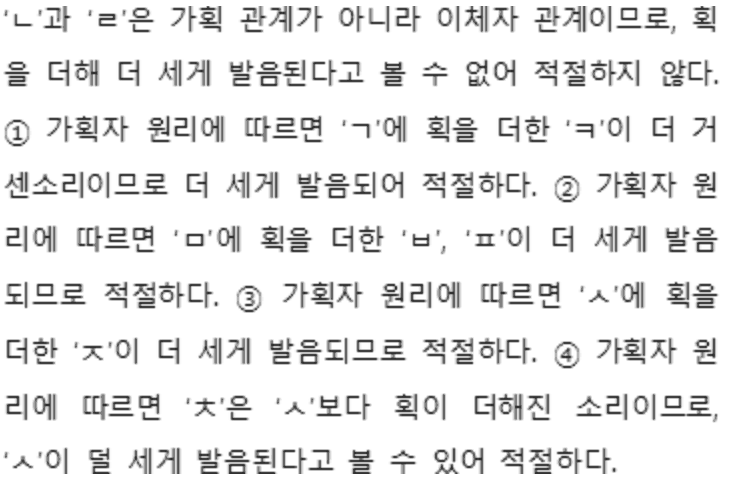 ‘ㄴ’과 ‘ㄹ’은 가획 관계가 아니라 이체자 관계이므로, 획
을 더해 더 세게 발음된다고 볼 수 없어 적절하지 않다.
① 가획자 원리에 따르면 ‘ㄱ’에 획을 더한 ‘ㅋ’이 더 거
센소리이므로 더 세게 발음되어 적절하다. ② 가획자 원
리에 따르면 ‘ㅁ’에 획을 더한 ‘ㅂ’, ‘ㅍ’이 더 세게 발음
되므로 적절하다. ③ 가획자 원리에 따르면 ‘ㅅ’에 획을
더한 ‘ㅈ’이 더 세게 발음되므로 적절하다. ④ 가획자 원
리에 따르면 ‘ㅊ’은 ‘ㅅ’보다 획이 더해진 소리이므로,
‘ㅅ’이 덜 세게 발음된다고 볼 수 있어 적절하다.